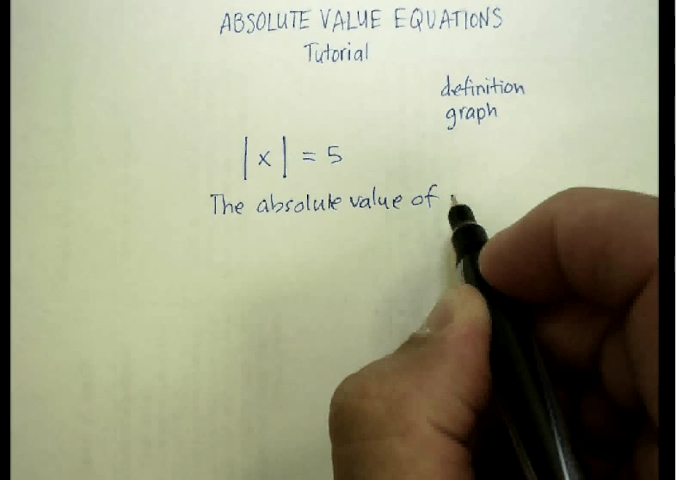 ABSOLUTE VALUE EQUATIONS
Tutorial
definition
graph
|x| = 5
The absolute value of